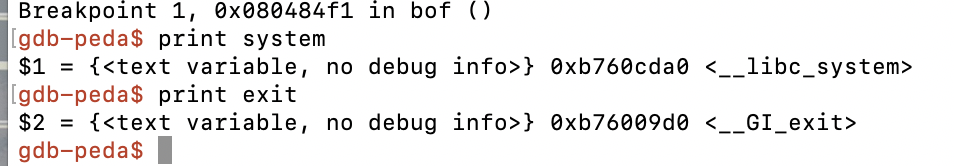 Breakpoint 1, 0x080484f1 in bof ()
[gdb-peda$ print system
$1 = {<text variable, no debug info>} 0xb760cda0 <__libc_system>
[gdb-peda$ print exit
$2 = {<text variable, no debug info>} 0xb76009d0 <__GI_exit>
gdb-peda$